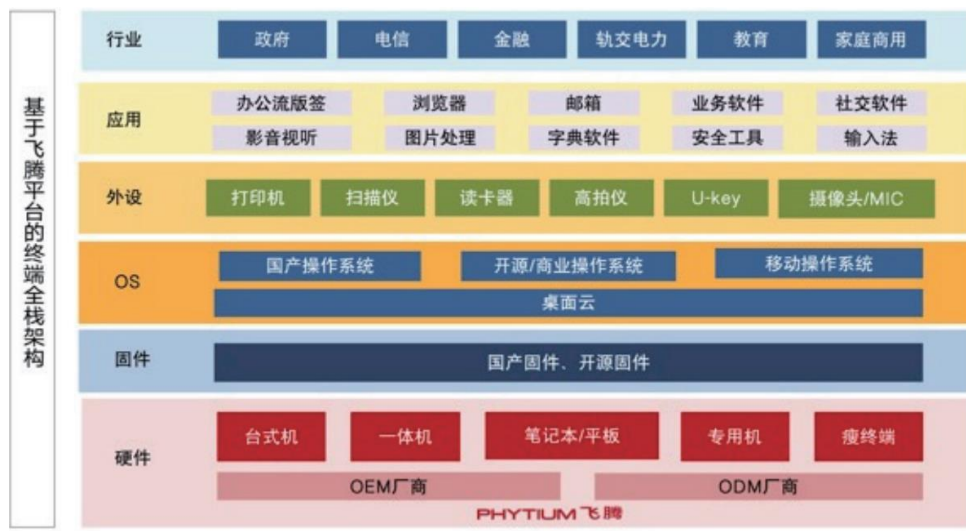 基于飞腾平台的终端全栈架构
行业 政府 电信 金融 轨交电力 教育 家庭商用
应用
办公流版签 浏览器 邮箱 业务软件 社交软件
影音视听 图片处理 字典软件 安全工具 输入法
外设 打印机 扫描仪 读卡器 高拍仪 U-key 摄像头/MIC
OS
国产操作系统 开源/商业操作系统 移动操作系统
桌面云
固件 国产固件、开源固件
硬件
台式机 一体机 笔记本/平板 专用机 瘦终端
OEM厂商 ODM厂商
PHYTIUM飞腾